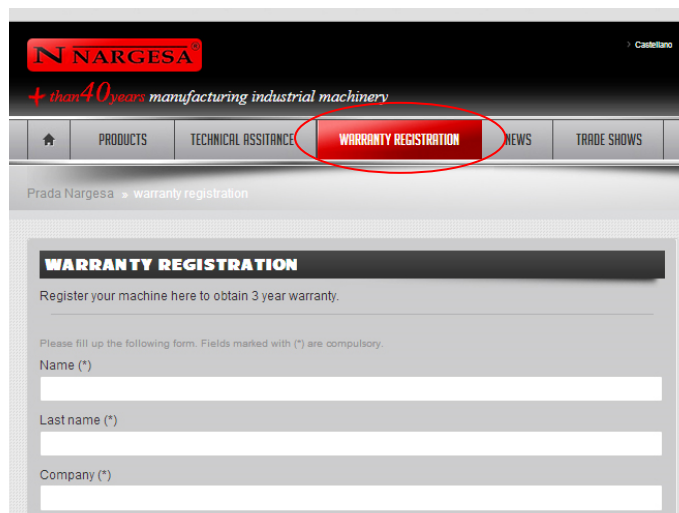 › Castellano
N NARGESA®
+ than 40 years manufacturing industrial machinery
PRODUCTS TECHNICAL ASSITANCE WARRANTY REGISTRATION NEWS TRADE SHOWS
Prada Nargesa » warranty registration
WARRANTY REGISTRATION
Register your machine here to obtain 3 year warranty.
Please fill up the following form. Fields marked with (*) are compulsory.
Name (*)
Last name (*)
Company (*)